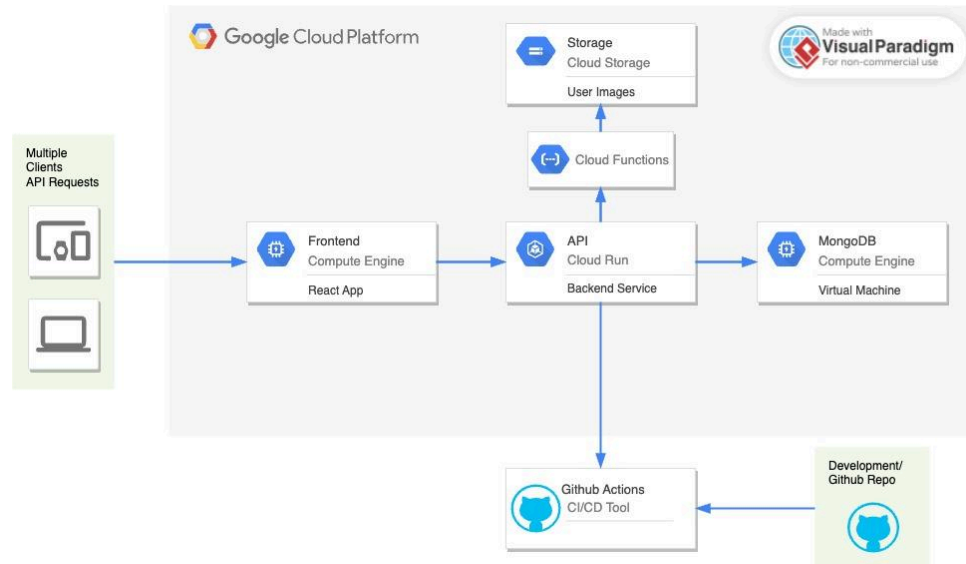 Google Cloud Platform
Made with
Visual Paradigm
For non-commercial use
Storage
Cloud Storage
User Images
Cloud Functions
Multiple
Clients
API Requests
Frontend
Compute Engine
React App
API
Cloud Run
Backend Service
MongoDB
Compute Engine
Virtual Machine
Github Actions
CI/CD Tool
Development/
Github Repo